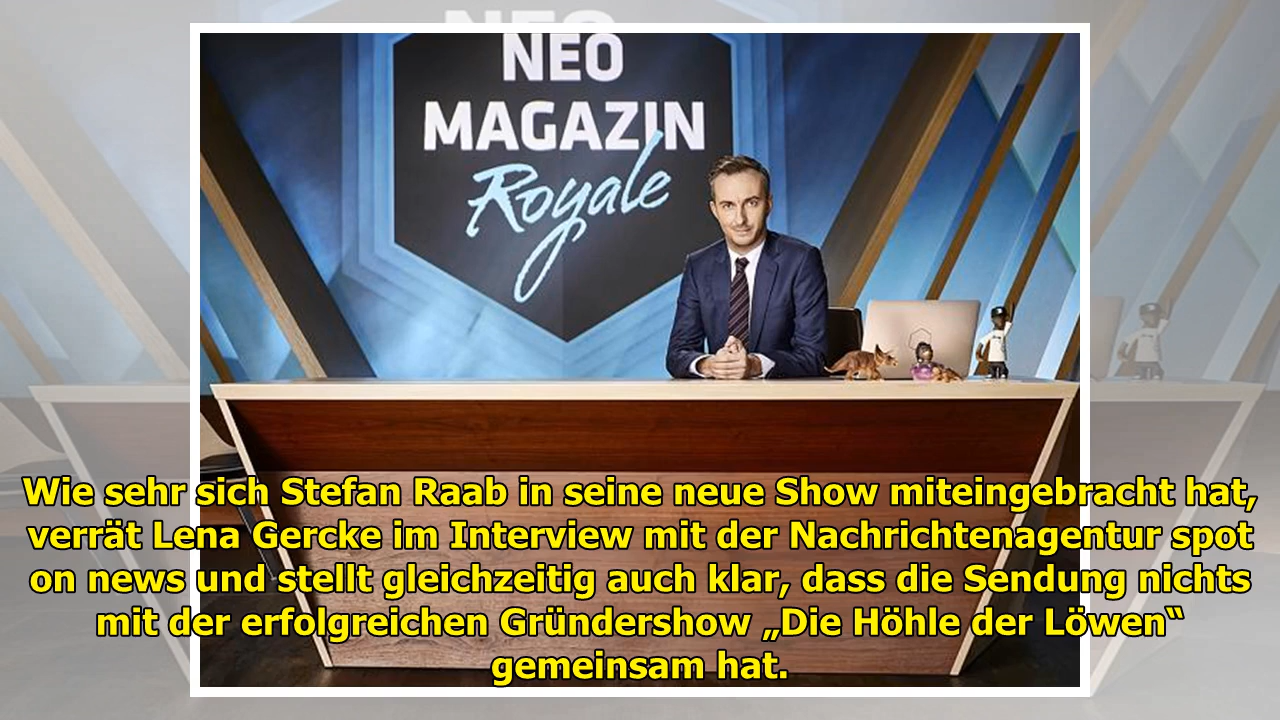 NEO
NEO
MAGAZIN
Royale
Wie sehr sich Stefan Raab in seine neue Show miteingebracht hat,
verrät Lena Gercke im Interview mit der Nachrichtenagentur spot
on news und stellt gleichzeitig auch klar, dass die Sendung nichts
mit der erfolgreichen Gründershow „Die Höhle der Löwen“
gemeinsam hat.